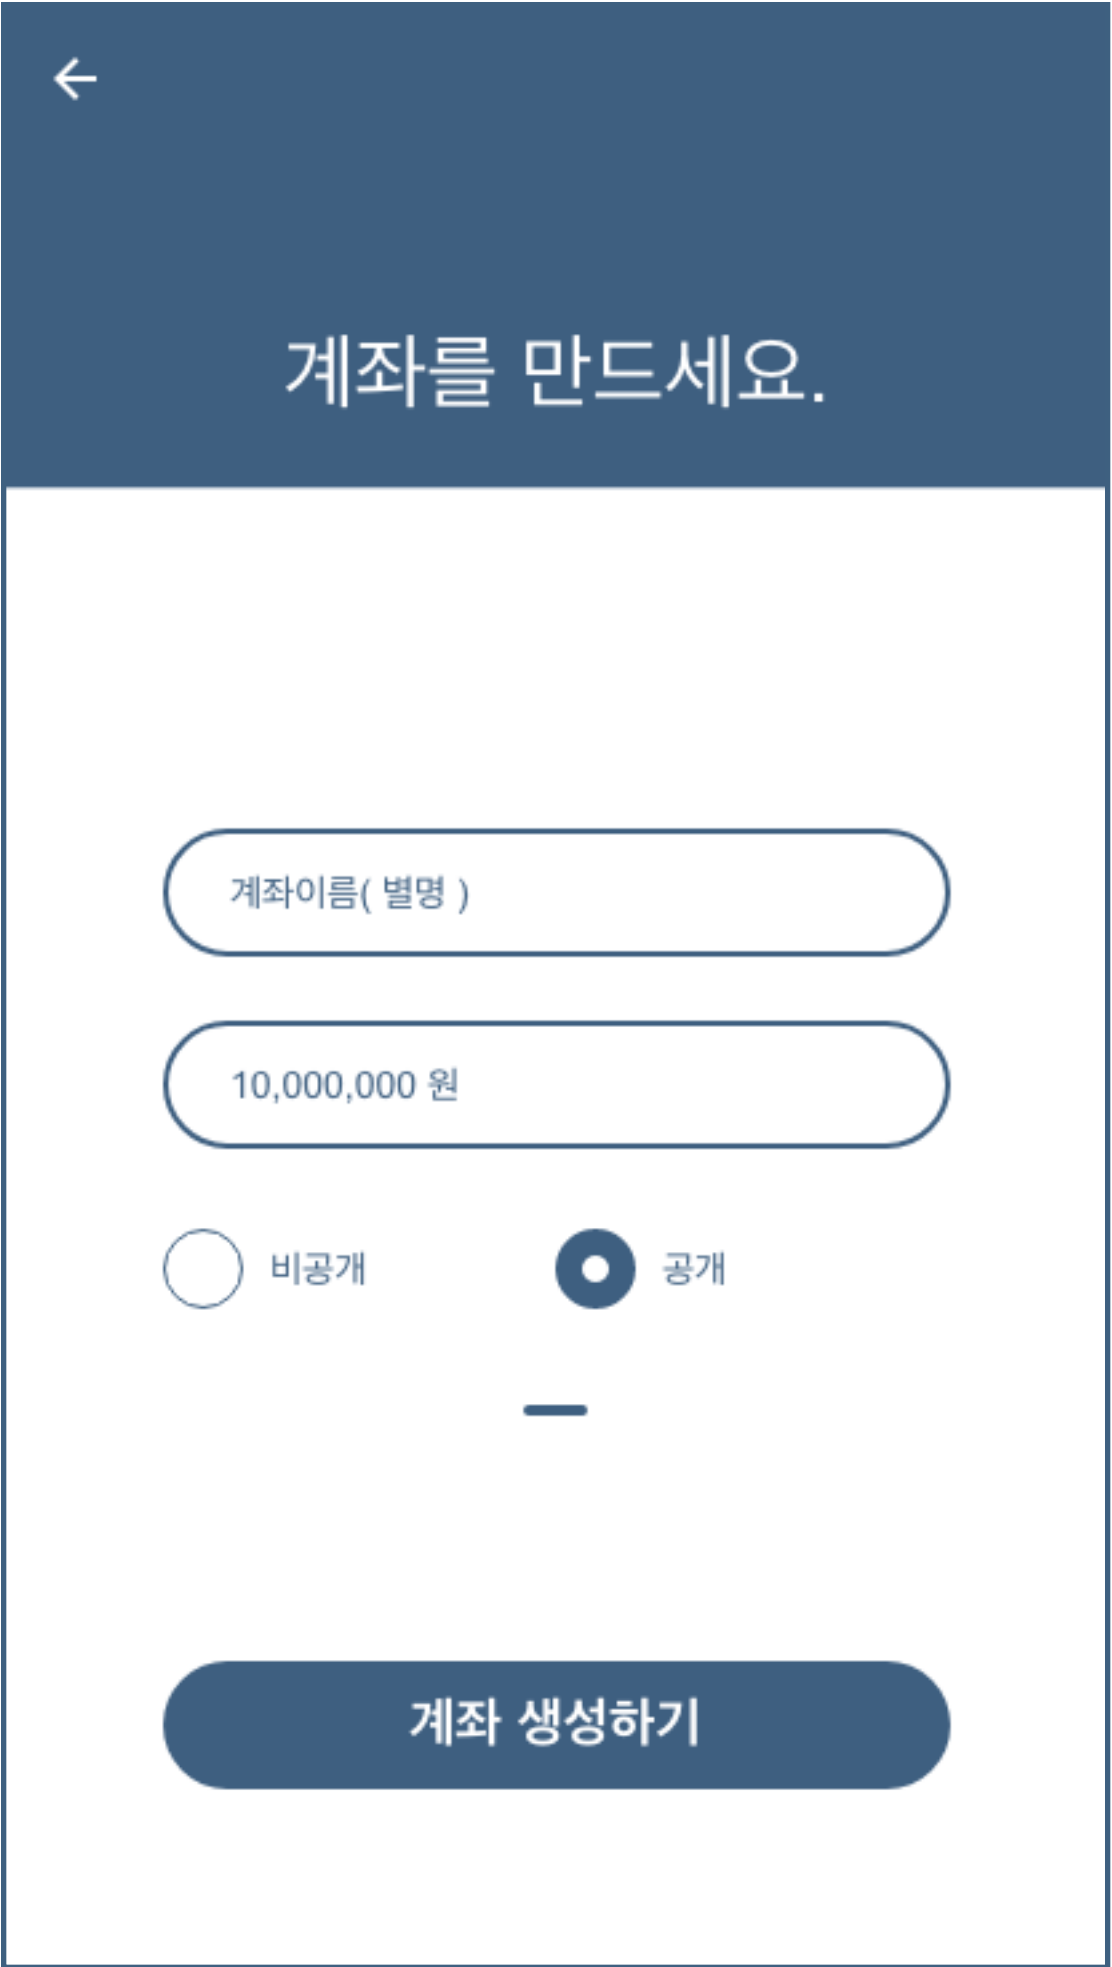 계좌를 만드세요.
계좌이름( 별명 )
10,000,000 원
비공개 공개
계좌 생성하기